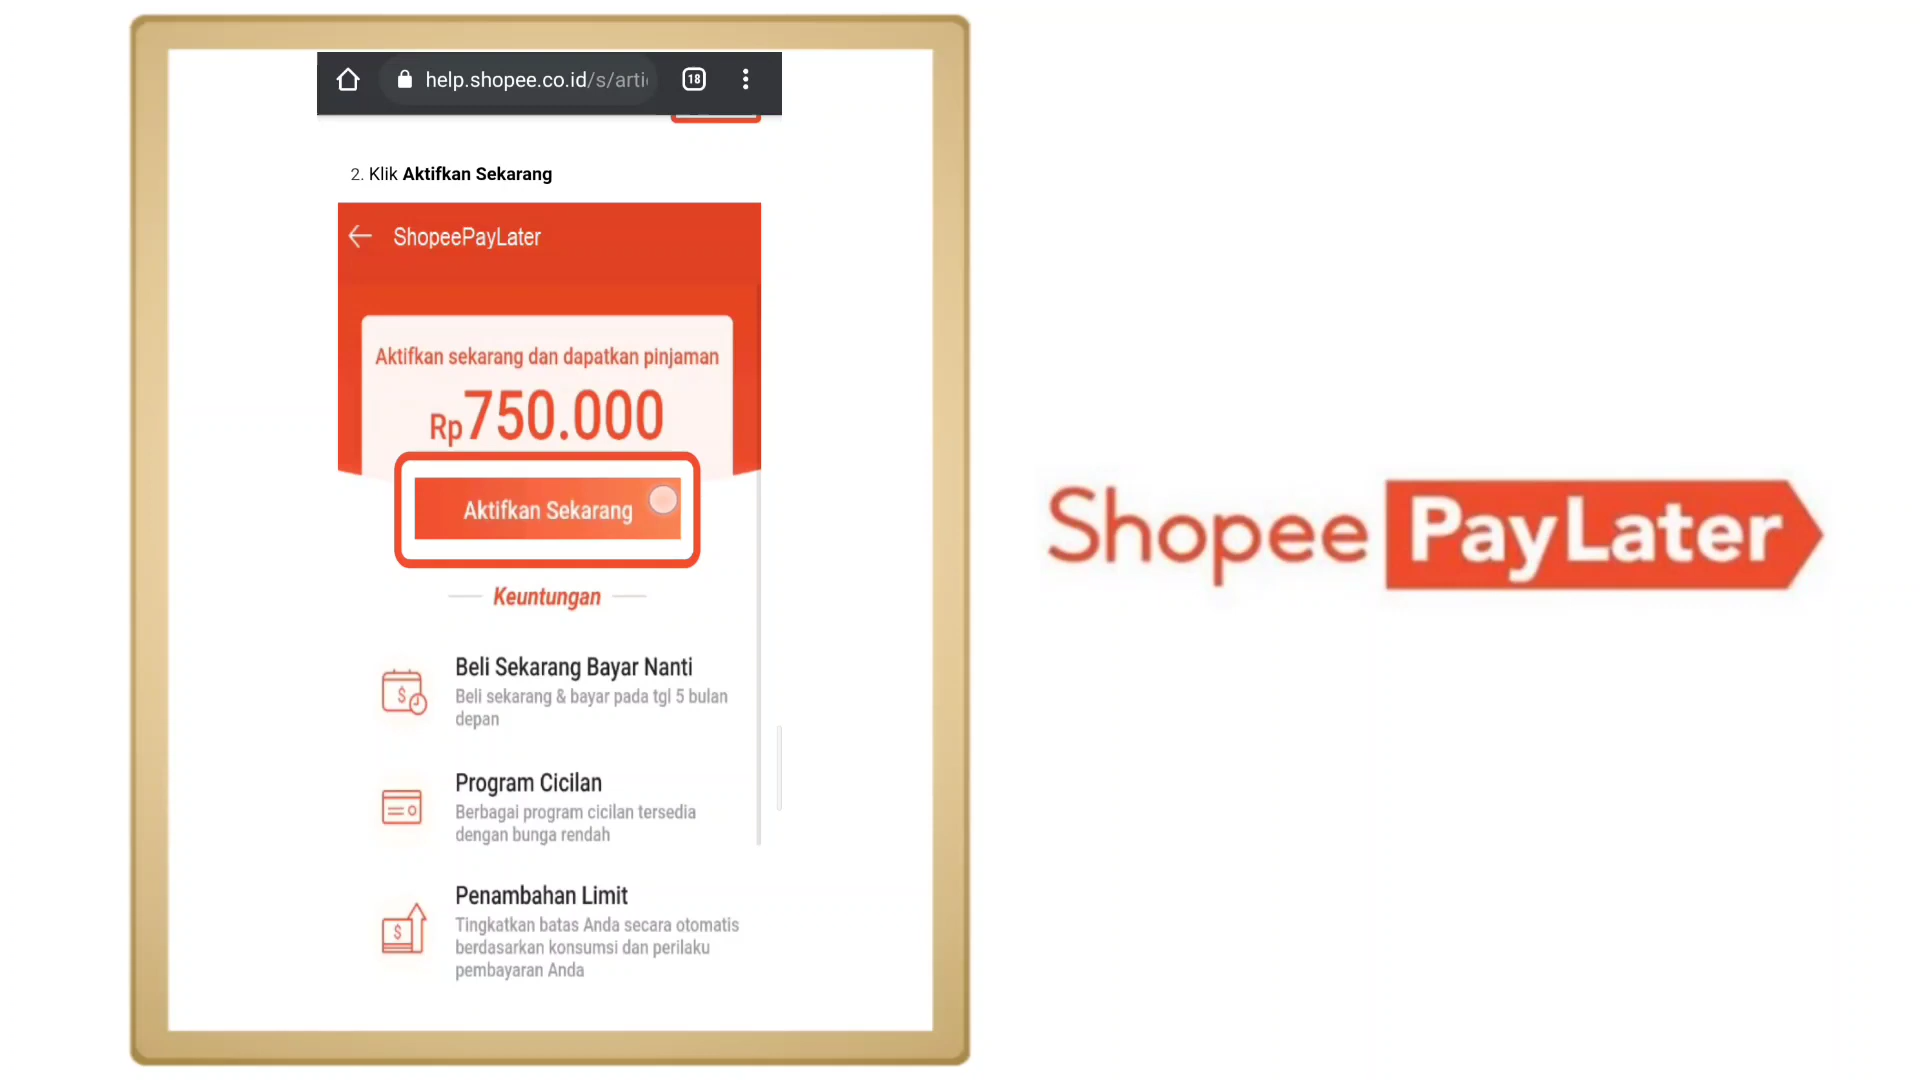 help.shopee.co.id/s/arti
18
2. Klik Aktifkan Sekarang
ShopeePayLater
Aktifkan sekarang dan dapatkan pinjaman
Rp750.000
Aktifkan Sekarang
Keuntungan
Beli Sekarang Bayar Nanti
Beli sekarang & bayar pada tgl 5 bulan
depan
Program Cicilan
Berbagai program cicilan tersedia
dengan bunga rendah
Penambahan Limit
Tingkatkan batas Anda secara otomatis
berdasarkan konsumsi dan perilaku
pembayaran Anda
Shopee PayLater